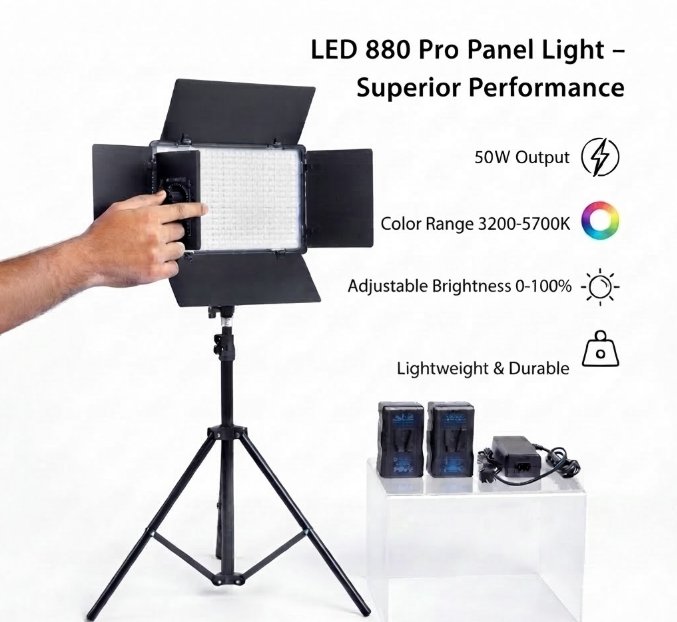 LED 880 Pro Panel Light –
Superior Performance
50W Output
Color Range 3200-5700K
Adjustable Brightness 0-100%
Lightweight & Durable